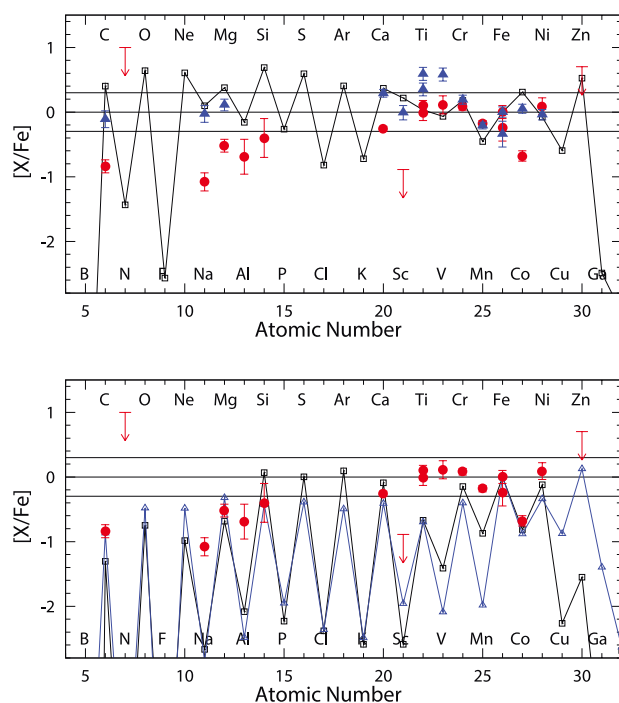 C O Ne Mg Si S Ar Ca Ti Cr Fe Ni Zn
1
0
-1
-2
[X/Fe]
B N F Na Al P Cl K Sc V Mn Co Cu Ga
5 10 15 20 25 30
Atomic Number
C O Ne Mg Si S Ar Ca Ti Cr Fe Ni Zn
1
0
-1
-2
[X/Fe]
B N F Na Al P Cl K Sc V Mn Co Cu Ga
5 10 15 20 25 30
Atomic Number